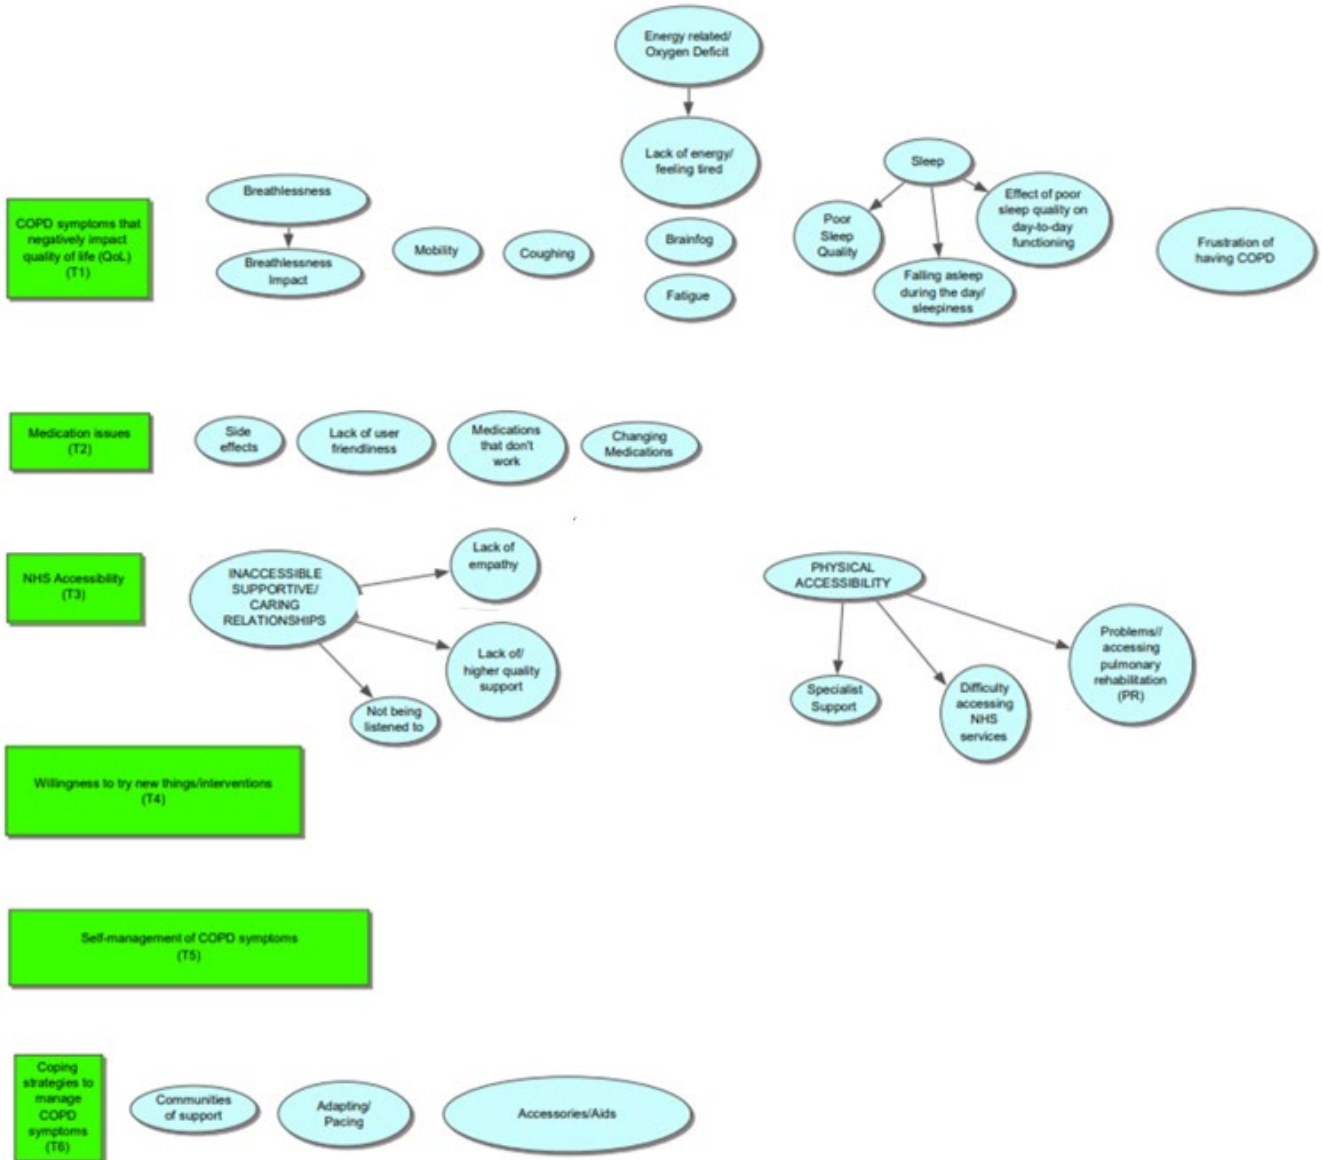 Energy related/
Oxygen Deficit
Lack of energy/
feeling tired
Brainfog
Fatigue
Sleep
Poor
Sleep
Quality
Falling asleep
during the day/
sleepiness
Effect of poor
sleep quality on
day-to-day
functioning
Frustration of
having COPD
COPD symptoms that
negatively impact
quality of life (QoL)
(T1)
Breathlessness
Breathlessness
Impact
Mobility
Coughing
Medication issues
(T2)
Side
effects
Lack of user
friendliness
Medications
that don't
work
Changing
Medications
NHS Accessibility
(T3)
INACCESSIBLE
SUPPORTIVE/
CARING
RELATIONSHIPS
Lack of
empathy
Lack of/
higher quality
support
Not being
listened to
PHYSICAL
ACCESSIBILITY
Specialist
Support
Difficulty
accessing
NHS
services
Problems//
accessing
pulmonary
rehabilitation
(PR)
Willingness to try new things/interventions
(T4)
Self-management of COPD symptoms
(T5)
Coping
strategies to
manage
COPD
symptoms
(T6)
Communities
of support
Adapting/
Pacing
Accessories/Aids